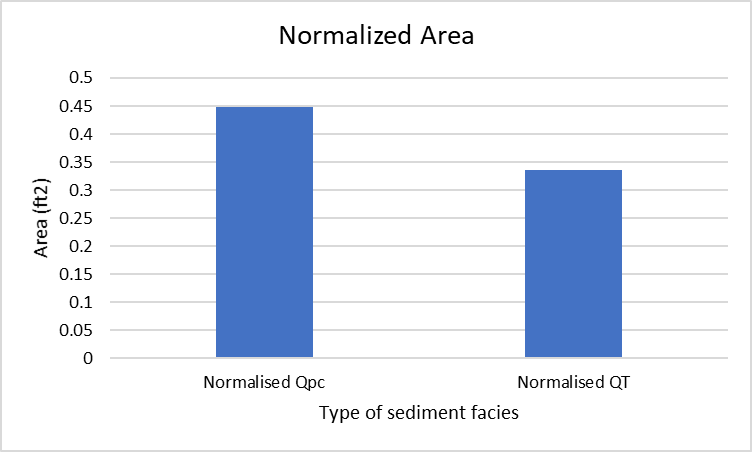 Normalized Area
0.5
0.45
0.4
0.35
0.3
0.25
0.2
0.15
0.1
0.05
0
Area (ft2)
Normalised Qpc
Normalised QT
Type of sediment facies